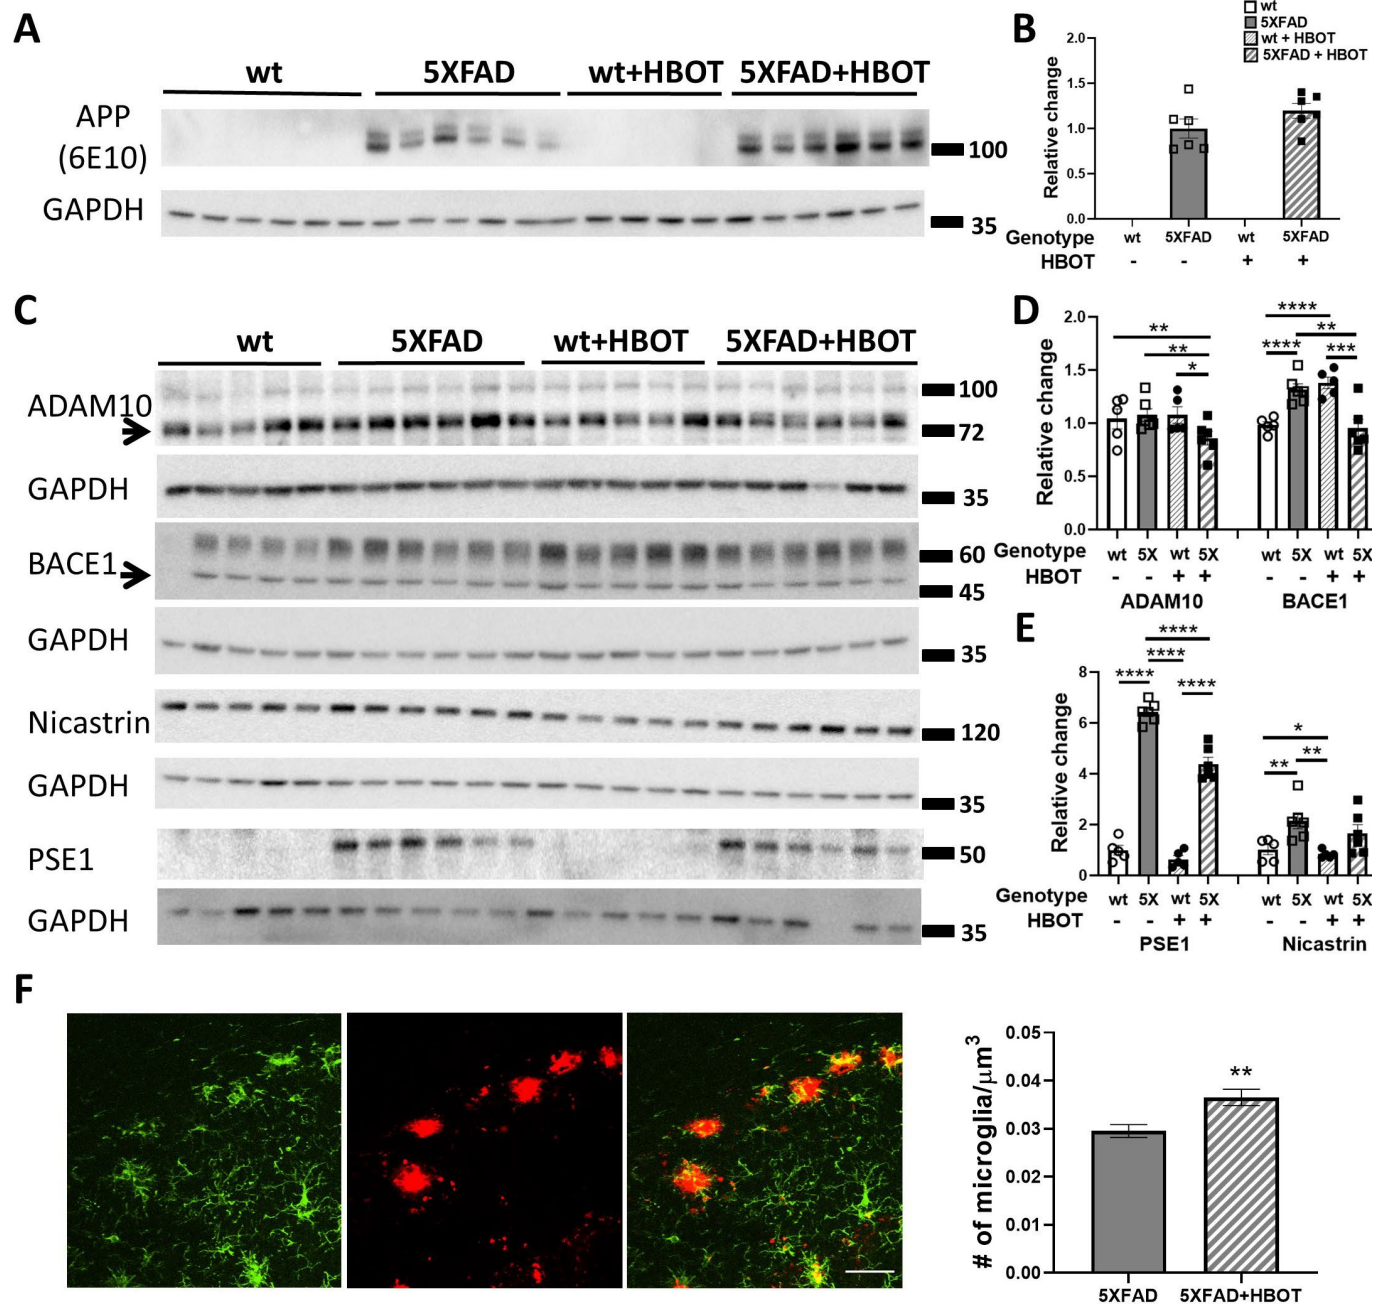 A
wt 5XFAD wt+HBOT 5XFAD+HBOT
APP
(6E10)
100
GAPDH
35
B
wt
5XFAD
wt + HBOT
5XFAD + HBOT
Relative change
2.0
1.5
1.0
0.5
0.0
Genotype wt 5XFAD wt 5XFAD
HBOT - - + +
C
wt 5XFAD wt+HBOT 5XFAD+HBOT
ADAM10
100
72
GAPDH
35
BACE1
60
45
GAPDH
35
Nicastrin
120
GAPDH
35
PSE1
50
GAPDH
35
D
Relative change
2.0
1.5
1.0
0.5
0.0
** ** * **** **** ** ***
Genotype wt 5X wt 5X wt 5X wt 5X
HBOT - - + + - - + +
ADAM10 BACE1
E
Relative change
8
6
4
2
0
**** **** **** **** * ** **
Genotype wt 5X wt 5X wt 5X wt 5X
HBOT - - + + - - + +
PSE1 Nicastrin
F
# of microglia/μm³
0.05
0.04
0.03
0.02
0.01
0.00
**
5XFAD 5XFAD+HBOT